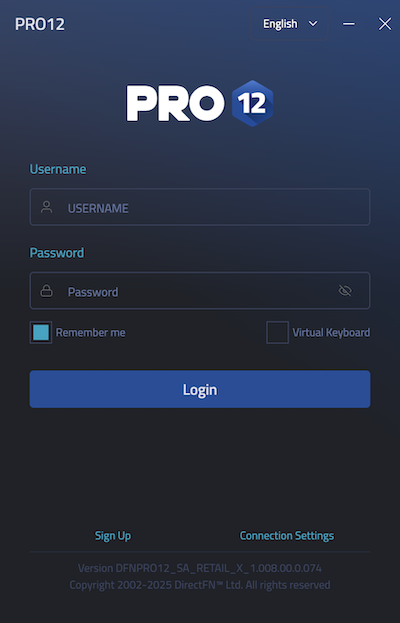 PRO12 English
PRO 12
Username
USERNAME
Password
Password
Remember me Virtual Keyboard
Login
Sign Up Connection Settings
Version DFNPRO12_SA_RETAIL_X_1.008.00.0.074
Copyright 2002-2025 DirectFN™ Ltd. All rights reserved